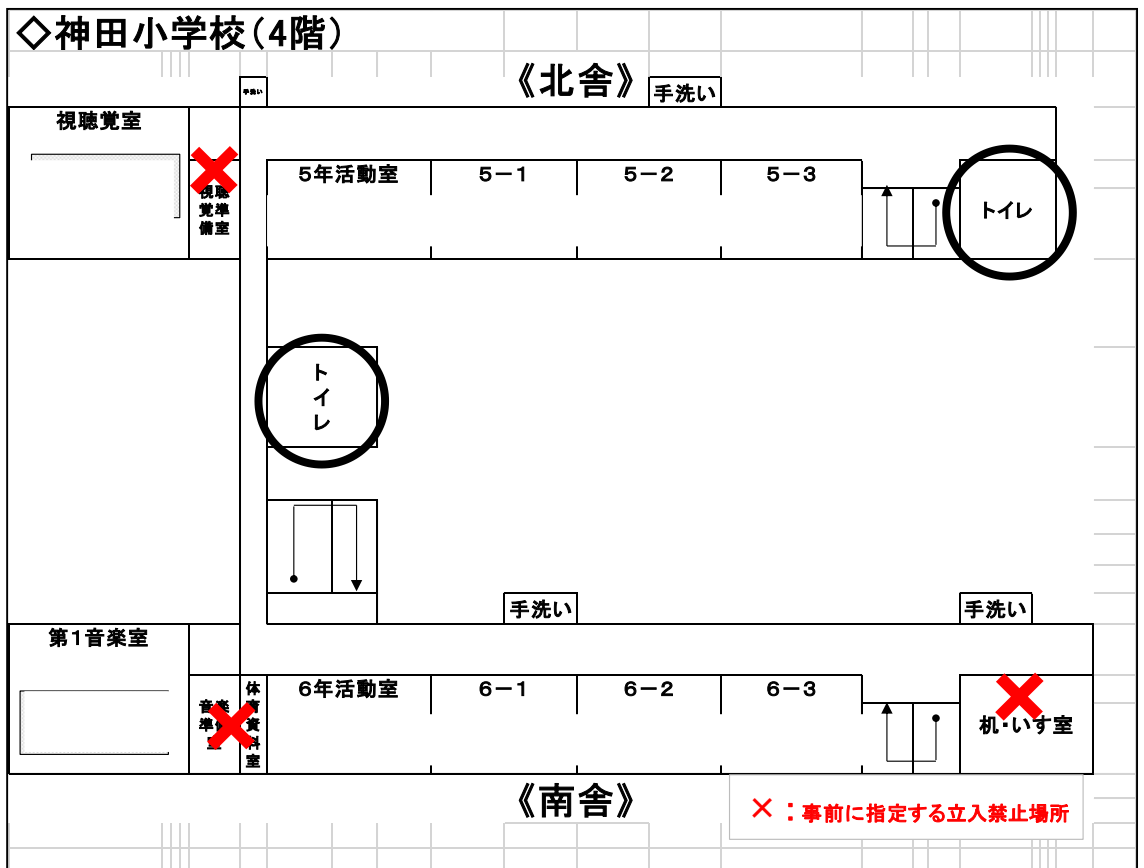 ◇神田小学校（4階）
《北舎》
手洗い
手洗い
視聴覚室
視聴
覚準
備室
5年活動室
5－1
5－2
5－3
トイレ
トイレ
手洗い
手洗い
第1音楽室
音楽
準備
室
体育資料室
6年活動室
6－1
6－2
6－3
机・いす室
《南舎》
×：事前に指定する立入禁止場所